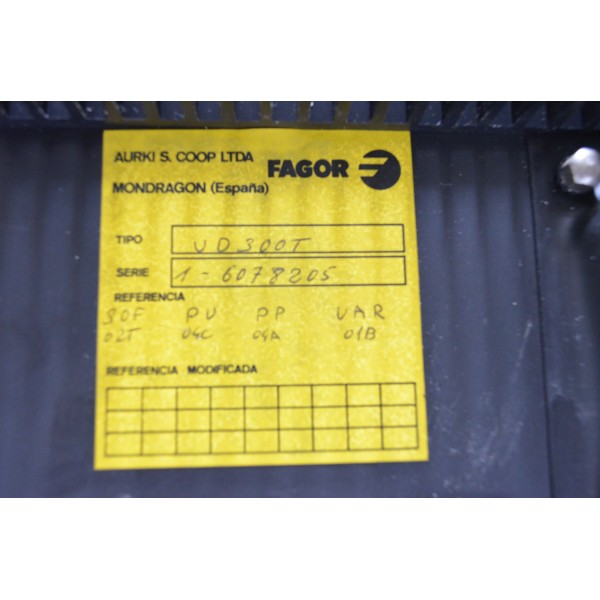 AURKI S. COOP LTDA FAGOR
MONDRAGON (España)
TIPO VD300T
SERIE 1-6078205
REFERENCIA
SOF PV PP VAR
02T 04C 04A 01B
REFERENCIA MODIFICADA